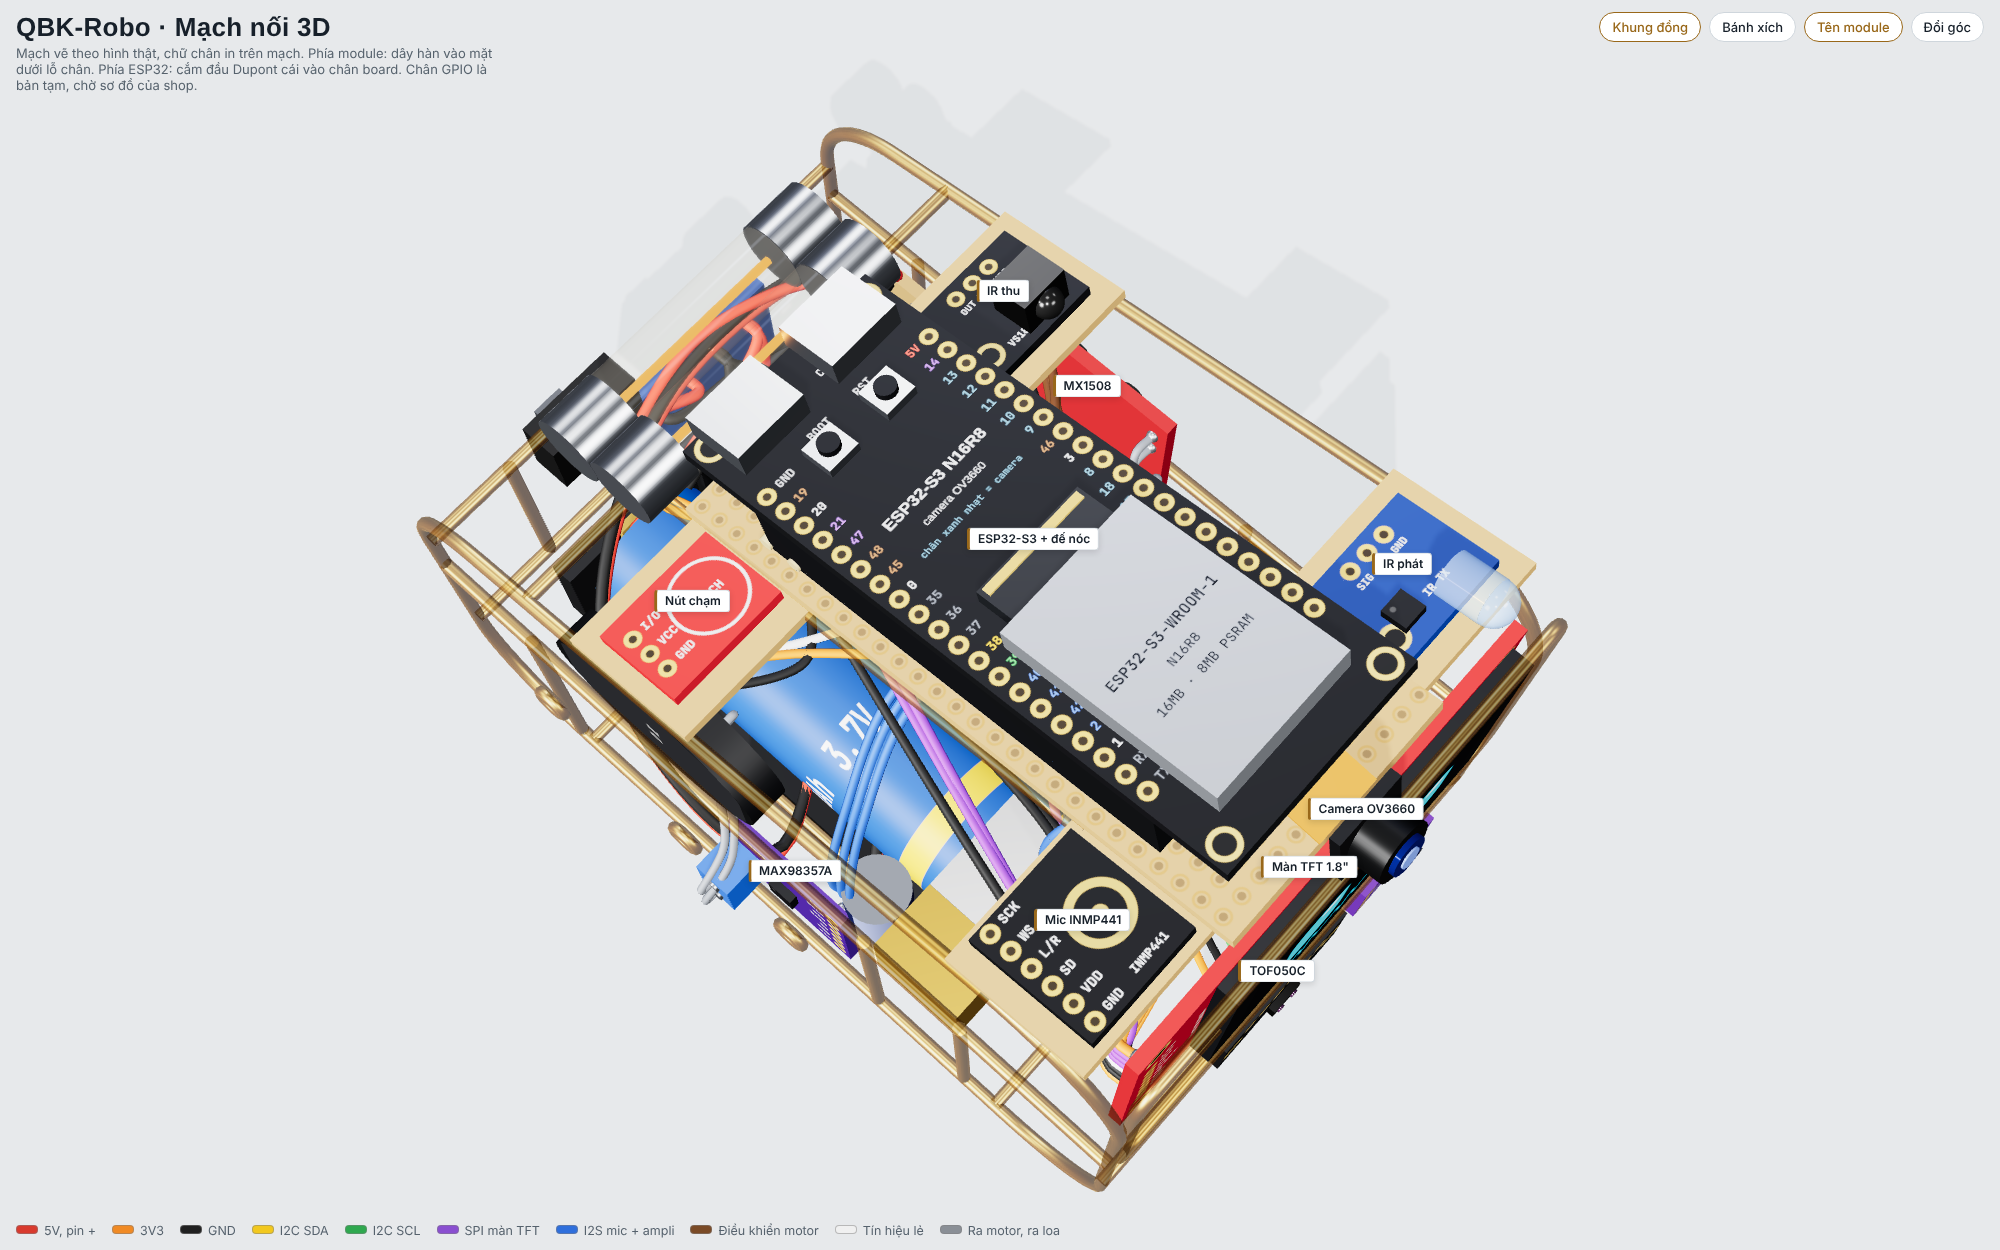 QBK-Robo · Mạch nối 3D
Mạch vẽ theo hình thật, chữ chân in trên mạch. Phía module: dây hàn vào mặt
dưới lỗ chân. Phía ESP32: cắm đầu Dupont cái vào chân board. Chân GPIO là
bản tạm, chờ sơ đồ của shop.
Khung đồng
Bánh xích
Tên module
Đổi góc
IR thu
OUT
MX1508
5V
14
13
12
11
10
9
46
3
8
18
RST
BOOT
ESP32-S3 N16R8
camera OV3660
chân xanh nhạt = camera
ESP32-S3 + đế nóc
GND
19
20
21
47
48
45
0
35
36
37
38
2
1
ESP32-S3-WROOM-1
N16R8
16MB · 8MB PSRAM
IR phát
SIG
GND
IR TX
Nút chạm
I/O
VCC
GND
3.7V
MAX98357A
Mic INMP441
SCK
WS
L/R
SD
VDD
GND
INMP441
Camera OV3660
Màn TFT 1.8"
TOF050C
5V, pin +
3V3
GND
I2C SDA
I2C SCL
SPI màn TFT
I2S mic + ampli
Điều khiển motor
Tín hiệu lẻ
Ra motor, ra loa